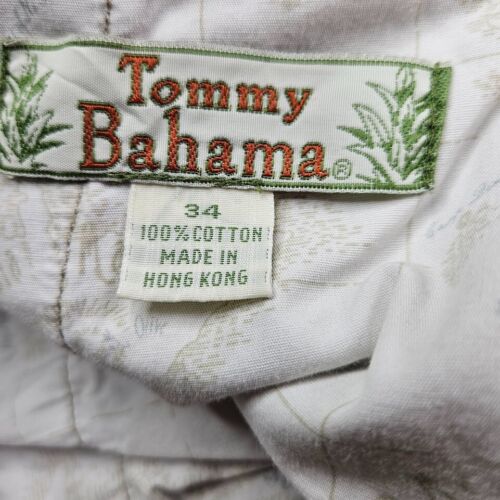 Tommy
Bahama®
34
100% COTTON
MADE IN
HONG KONG